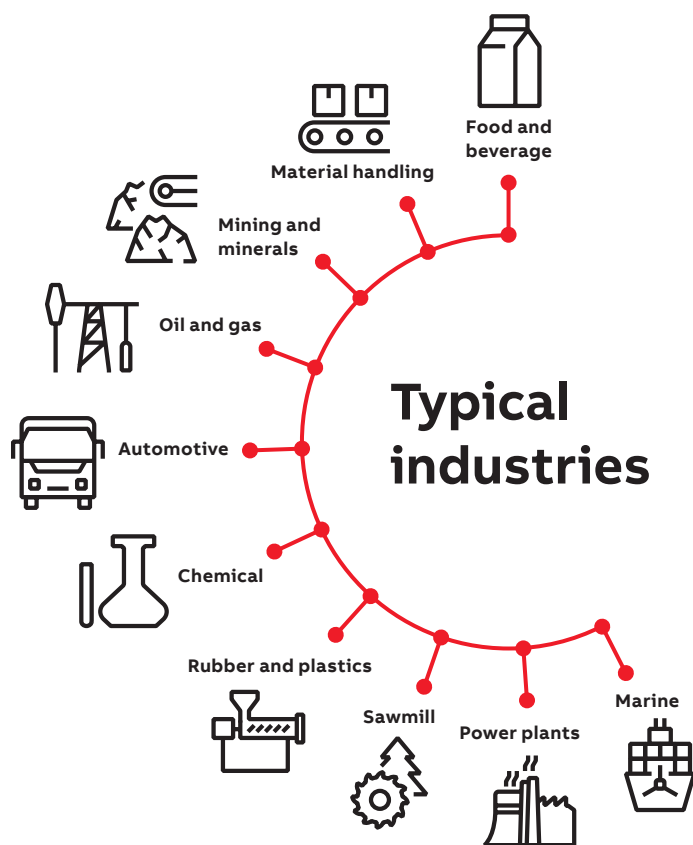 Food and
beverage
Material handling
Mining and
minerals
Oil and gas
Typical
industries
Automotive
Chemical
Rubber and plastics
Sawmill
Power plants
Marine